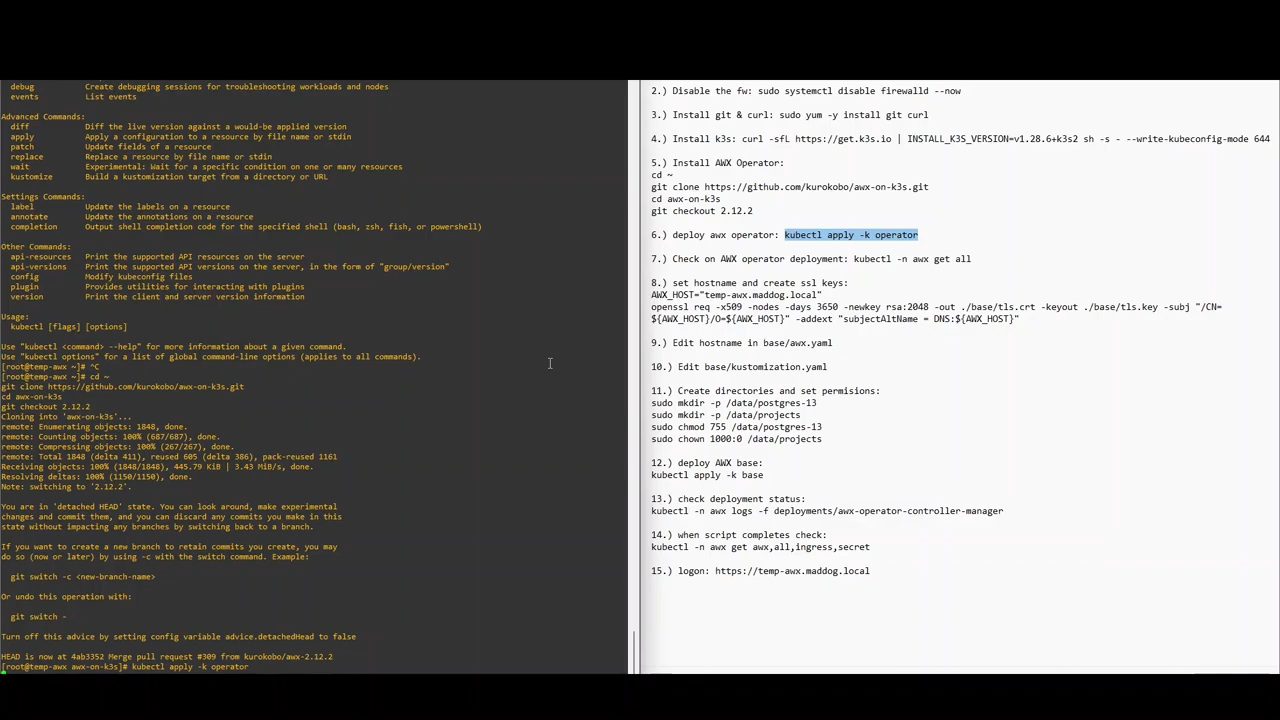 debug Create debugging sessions for troubleshooting workloads and nodes
events List events
Advanced Commands:
diff Diff the live version against a would-be applied version
apply Apply a configuration to a resource by file name or stdin
patch Update fields of a resource
replace Replace a resource by file name or stdin
wait Experimental: Wait for a specific condition on one or many resources
kustomize Build a kustomization target from a directory or URL
Settings Commands:
label Update the labels on a resource
annotate Update the annotations on a resource
completion Output shell completion code for the specified shell (bash, zsh, fish, or powershell)
Other Commands:
api-resources Print the supported API resources on the server
api-versions Print the supported API versions on the server, in the form of "group/version"
config Modify kubeconfig files
plugin Provides utilities for interacting with plugins
version Print the client and server version information
Usage:
kubectl [flags] [options]
Use "kubectl <command> --help" for more information about a given command.
Use "kubectl options" for a list of global command-line options (applies to all commands).
[root@temp-awx ~]# ^C
[root@temp-awx ~]# cd ~
git clone https://github.com/kurokobo/awx-on-k3s.git
cd awx-on-k3s
git checkout 2.12.2
Cloning into 'awx-on-k3s'...
remote: Enumerating objects: 1848, done.
remote: Counting objects: 100% (687/687), done.
remote: Compressing objects: 100% (267/267), done.
remote: Total 1848 (delta 411), reused 605 (delta 386), pack-reused 1161
Receiving objects: 100% (1848/1848), 445.79 KiB | 3.43 MiB/s, done.
Resolving deltas: 100% (1150/1150), done.
Note: switching to '2.12.2'.
You are in 'detached HEAD' state. You can look around, make experimental
changes and commit them, and you can discard any commits you make in this
state without impacting any branches by switching back to a branch.
If you want to create a new branch to retain commits you create, you may
do so (now or later) by using -c with the switch command. Example:
git switch -c <new-branch-name>
Or undo this operation with:
git switch -
Turn off this advice by setting config variable advice.detachedHead to false
HEAD is now at 4ab3352 Merge pull request #309 from kurokobo/awx-2.12.2
[root@temp-awx awx-on-k3s]# kubectl apply -k operator
2.) Disable the fw: sudo systemctl disable firewalld --now
3.) Install git & curl: sudo yum -y install git curl
4.) Install k3s: curl -sfL https://get.k3s.io | INSTALL_K3S_VERSION=v1.28.6+k3s2 sh -s - --write-kubeconfig-mode 644
5.) Install AWX Operator:
cd ~
git clone https://github.com/kurokobo/awx-on-k3s.git
cd awx-on-k3s
git checkout 2.12.2
6.) deploy awx operator: kubectl apply -k operator
7.) Check on AWX operator deployment: kubectl -n awx get all
8.) set hostname and create ssl keys:
AWX_HOST="temp-awx.maddog.local"
openssl req -x509 -nodes -days 3650 -newkey rsa:2048 -out ./base/tls.crt -keyout ./base/tls.key -subj "/CN=
${AWX_HOST}/O=${AWX_HOST}" -addext "subjectAltName = DNS:${AWX_HOST}"
9.) Edit hostname in base/awx.yaml
10.) Edit base/kustomization.yaml
11.) Create directories and set permisions:
sudo mkdir -p /data/postgres-13
sudo mkdir -p /data/projects
sudo chmod 755 /data/postgres-13
sudo chown 1000:0 /data/projects
12.) deploy AWX base:
kubectl apply -k base
13.) check deployment status:
kubectl -n awx logs -f deployments/awx-operator-controller-manager
14.) when script completes check:
kubectl -n awx get awx,all,ingress,secret
15.) logon: https://temp-awx.maddog.local